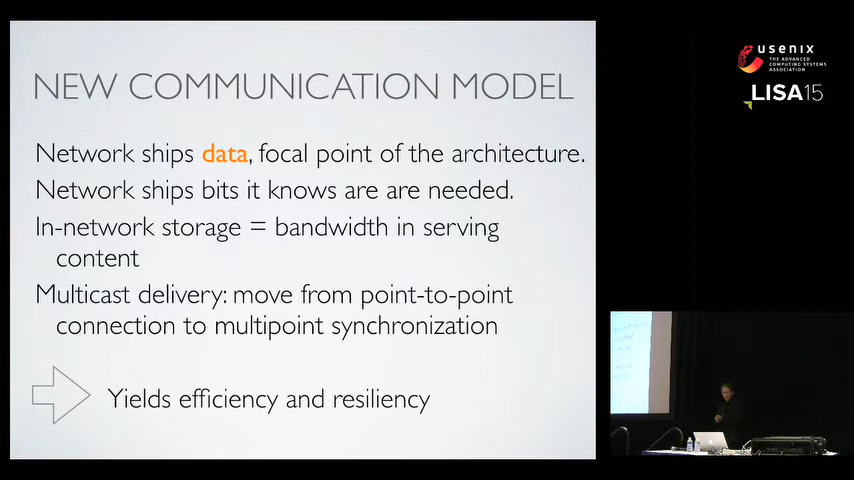 NEW COMMUNICATION MODEL
Network ships data, focal point of the architecture.
Network ships bits it knows are are needed.
In-network storage = bandwidth in serving
content
Multicast delivery: move from point-to-point
connection to multipoint synchronization
Yields efficiency and resiliency
usenix
THE ADVANCED
COMPUTING SYSTEMS
ASSOCIATION
LISA15